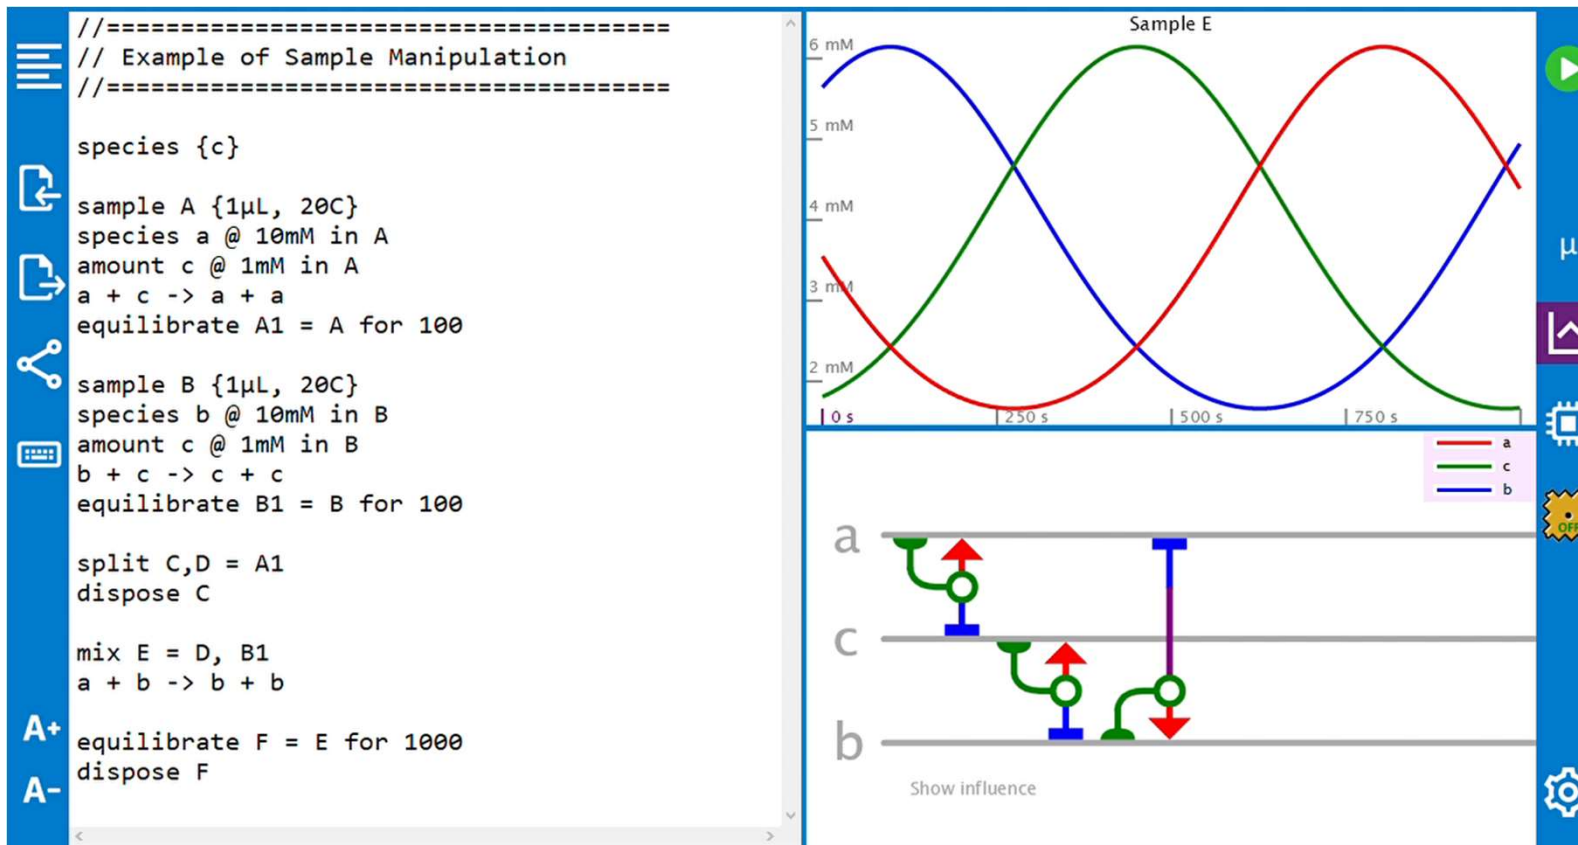 //======================================
// Example of Sample Manipulation
//======================================
species {c}
sample A {1µL, 20C}
species a @ 10mM in A
amount c @ 1mM in A
a + c -> a + a
equilibrate A1 = A for 100
sample B {1µL, 20C}
species b @ 10mM in B
amount c @ 1mM in B
b + c -> c + c
equilibrate B1 = B for 100
split C,D = A1
dispose C
mix E = D, B1
a + b -> b + b
equilibrate F = E for 1000
dispose F
A+
A-
Sample E
6 mM
5 mM
4 mM
3 mM
2 mM
0 s
250 s
500 s
750 s
a
c
b
a
c
b
Show influence
µ
OFF